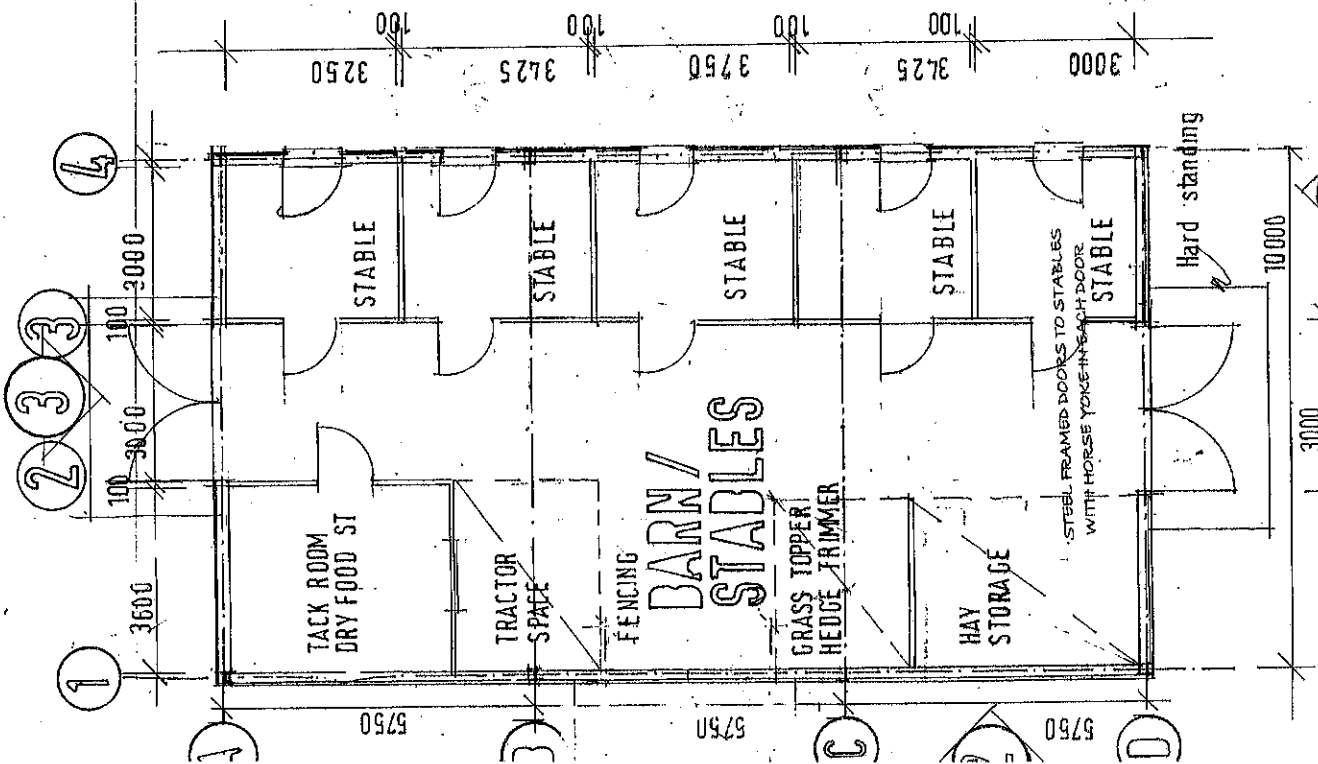 100
100
100
100
3250
3425
3750
3425
3000
4
3000
100
3
3
3000
2
100
3600
1
STABLE
STABLE
STABLE
STABLE
STABLE
Hard standing
10000
3000
STEEL FRAMED DOORS TO STABLES
WITH HORSE YOKE IN EACH DOOR
BARN /
STABLES
TACK ROOM
DRY FOOD ST
TRACTOR
SPACE
FENCING
GRASS TOPPER
HEDGE TRIMMER
HAY
STORAGE
5750
5750
5750
C
D